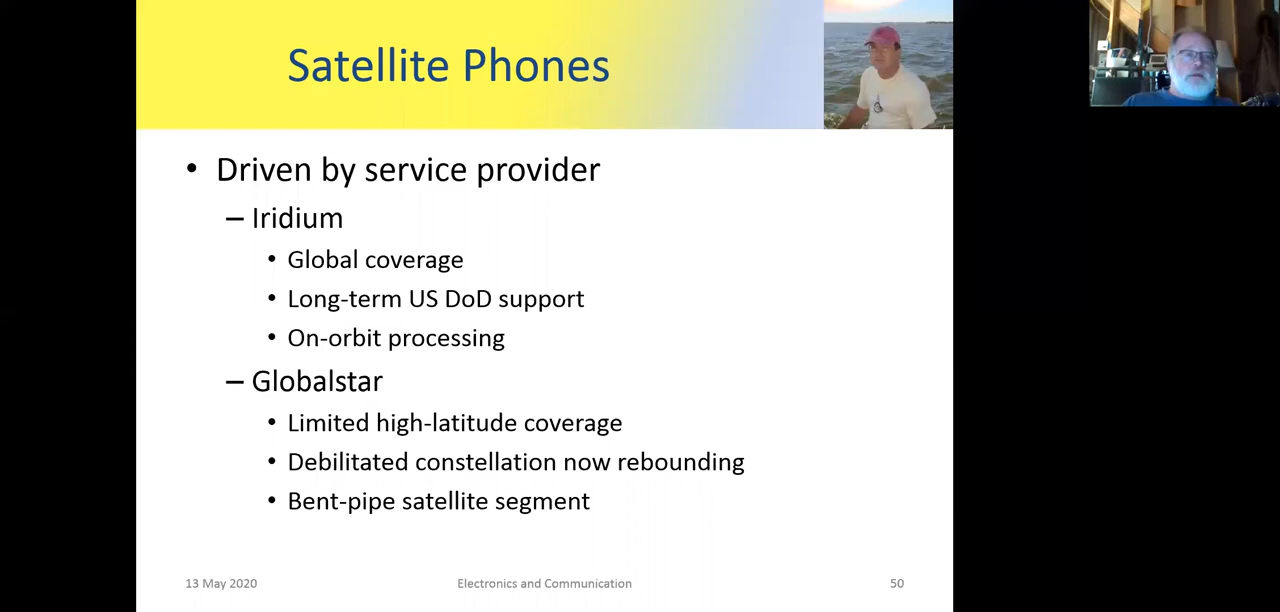 Satellite Phones
• Driven by service provider
– Iridium
• Global coverage
• Long-term US DoD support
• On-orbit processing
– Globalstar
• Limited high-latitude coverage
• Debilitated constellation now rebounding
• Bent-pipe satellite segment
13 May 2020
Electronics and Communication
50